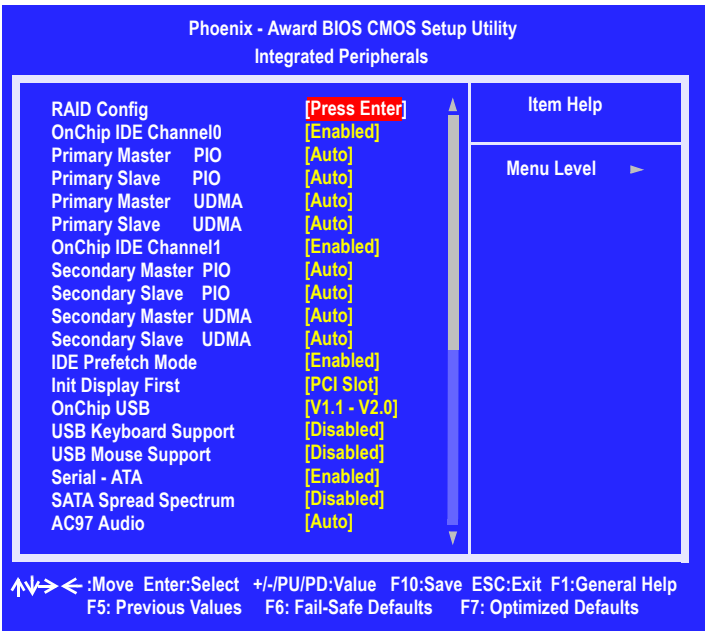 Phoenix - Award BIOS CMOS Setup Utility
Integrated Peripherals
RAID Config [Press Enter]
OnChip IDE Channel0 [Enabled]
Primary Master PIO [Auto]
Primary Slave PIO [Auto]
Primary Master UDMA [Auto]
Primary Slave UDMA [Auto]
OnChip IDE Channel1 [Enabled]
Secondary Master PIO [Auto]
Secondary Slave PIO [Auto]
Secondary Master UDMA [Auto]
Secondary Slave UDMA [Auto]
IDE Prefetch Mode [Enabled]
Init Display First [PCI Slot]
OnChip USB [V1.1 - V2.0]
USB Keyboard Support [Disabled]
USB Mouse Support [Disabled]
Serial - ATA [Enabled]
SATA Spread Spectrum [Disabled]
AC97 Audio [Auto]
Item Help
Menu Level ►
↑↓→← :Move Enter:Select +/-/PU/PD:Value F10:Save ESC:Exit F1:General Help
F5: Previous Values F6: Fail-Safe Defaults F7: Optimized Defaults